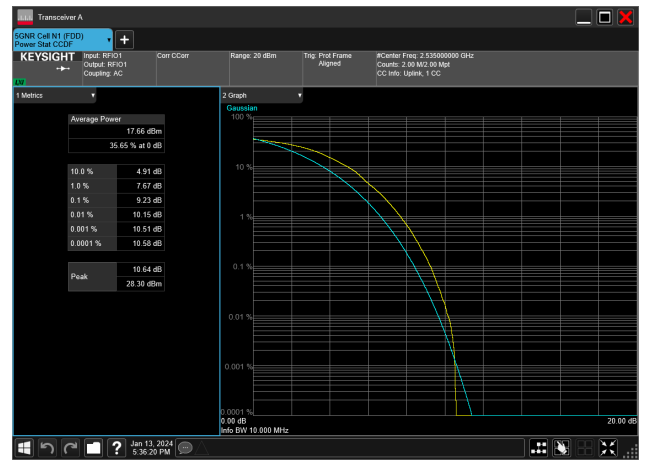 Transceiver A
5GNR Cell N1 (FDD)
Power Stat CCDF
KEYSIGHT
LXI
Input: RFIO1
Output: RFIO1
Coupling: AC
Corr CCorr
Range: 20 dBm
Trig: Prot Frame
Aligned
#Center Freq: 2.535000000 GHz
Counts: 2.00 M/2.00 Mpt
CC Info: Uplink, 1 CC
1 Metrics
Average Power
17.66 dBm
35.65 % at 0 dB
10.0 % 4.91 dB
1.0 % 7.67 dB
0.1 % 9.23 dB
0.01 % 10.15 dB
0.001 % 10.51 dB
0.0001 % 10.58 dB
Peak 10.64 dB
28.30 dBm
2 Graph
Gaussian
100 %
10 %
1 %
0.1 %
0.01 %
0.001 %
0.0001 %
0.00 dB 20.00 dB
Info BW 10.000 MHz
Jan 13, 2024
5:36:20 PM